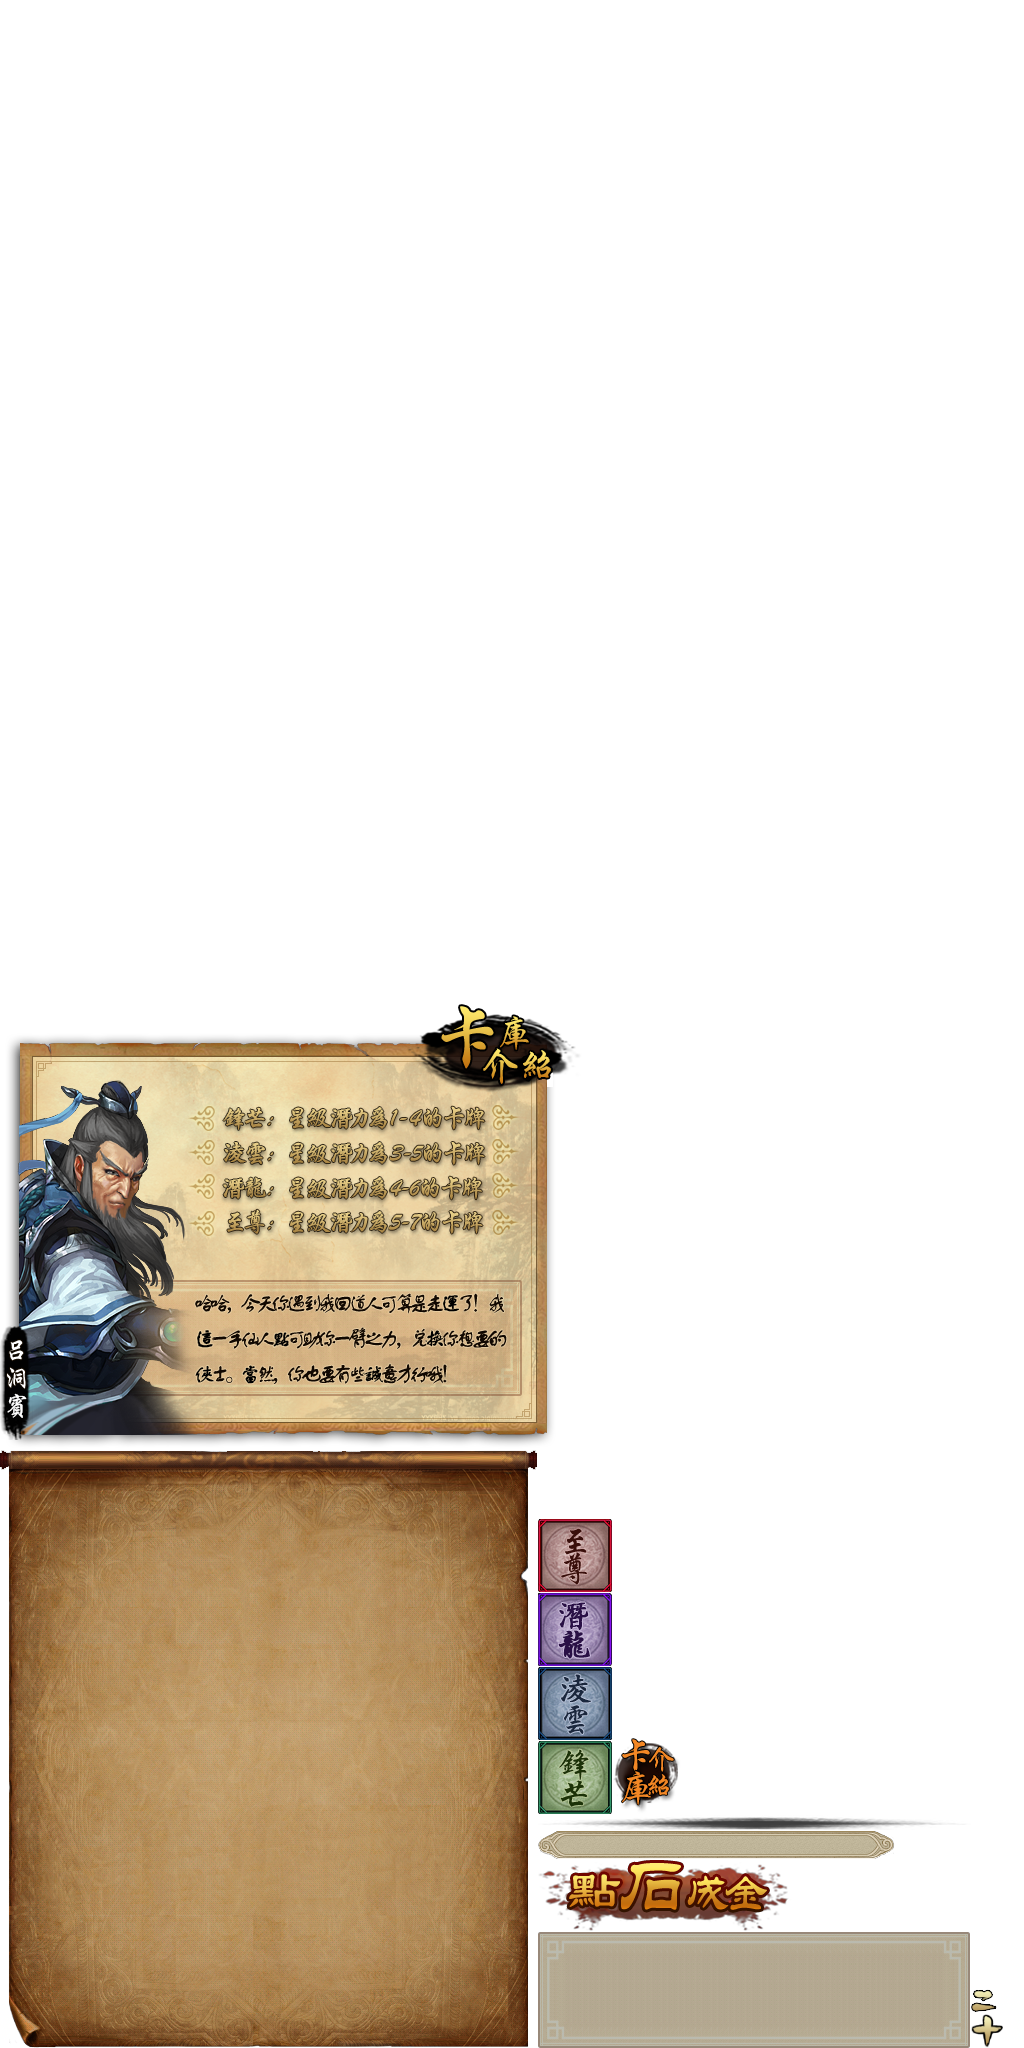 卡庫介紹
鋒芒：星級潛力為1-4的卡牌
淩雲：星級潛力為3-5的卡牌
潛龍：星級潛力為4-6的卡牌
至尊：星級潛力為5-7的卡牌
哈哈，今天你遇到我回道人可算是走運了！我
這一手仙人點可助你一臂之力，兌換你想要的
俠士。當然，你也要有些誠意才行哦！
呂洞賓
至尊
潛龍
淩雲
鋒芒
卡庫介紹
點石成金
二十